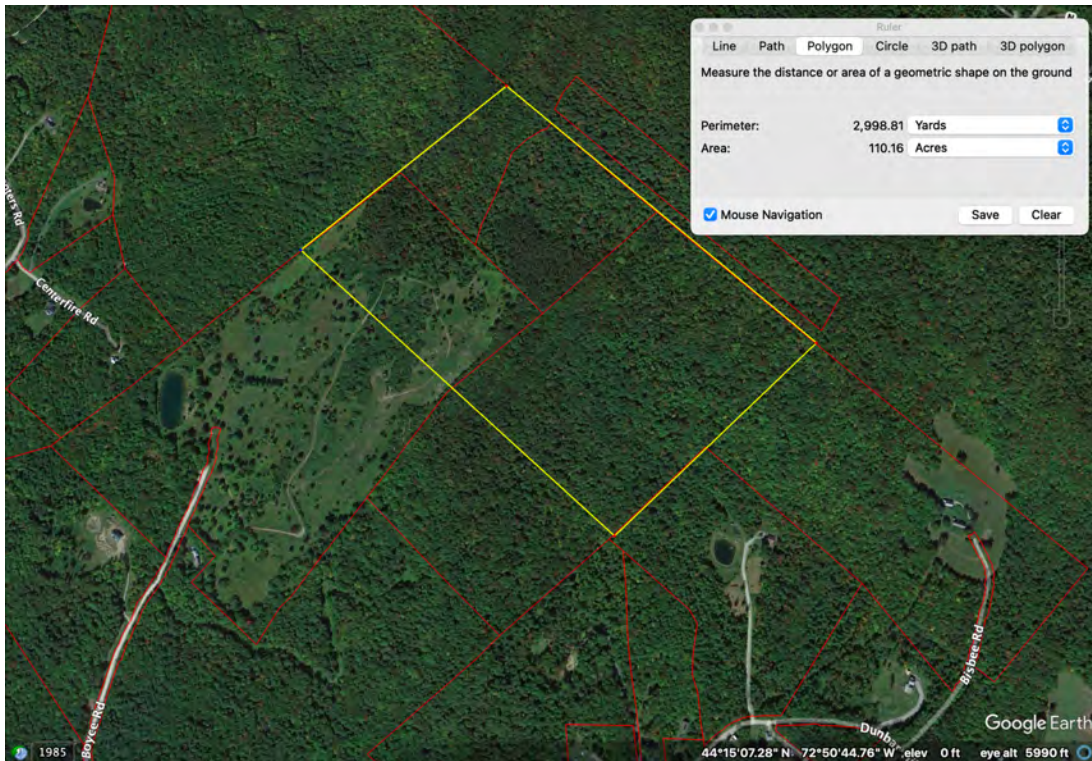 Ruler
Line Path Polygon Circle 3D path 3D polygon
Measure the distance or area of a geometric shape on the ground
Perimeter: 2,998.81 Yards
Area: 110.16 Acres
Mouse Navigation Save Clear
Rd
Centerfire Rd
Boyce Rd
Bisbee Rd
Dunbar
Google Earth
1985
44°15'07.28" N 72°50'44.76" W elev 0 ft eye alt 5990 ft